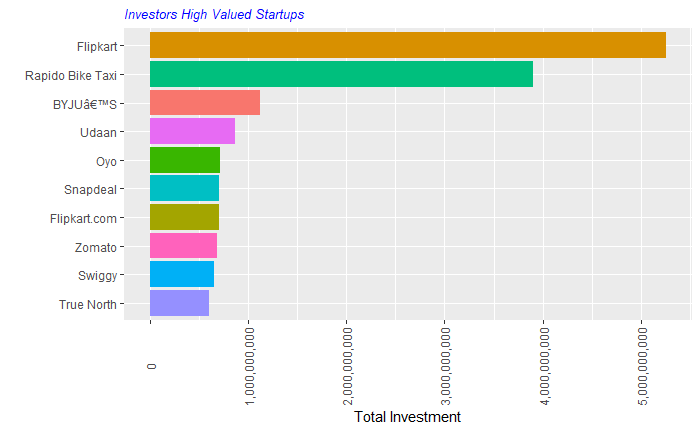 Investors High Valued Startups
Flipkart
Rapido Bike Taxi
BYJUâ€™S
Udaan
Oyo
Snapdeal
Flipkart.com
Zomato
Swiggy
True North
0
1,000,000,000
2,000,000,000
3,000,000,000
4,000,000,000
5,000,000,000
Total Investment